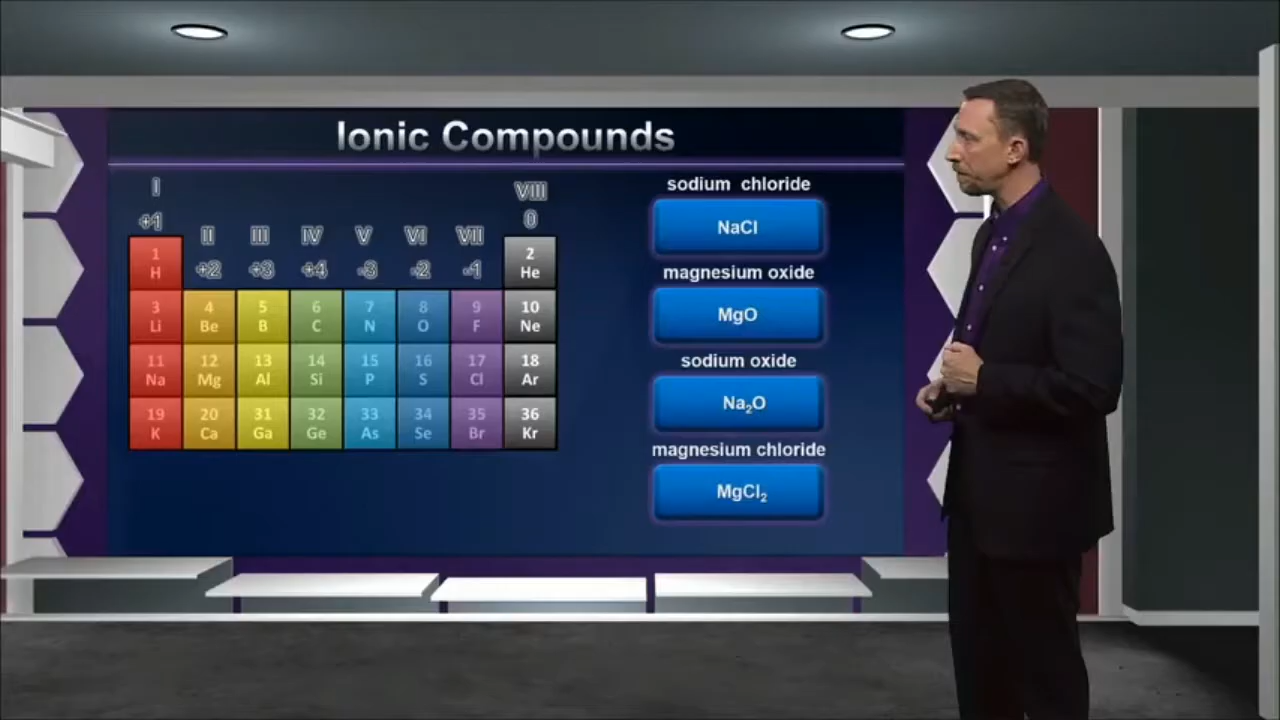 Ionic Compounds
I VIII
+1 0
II III IV V VI VII
+2 +3 +4 -3 -2 -1
1 2
H He
3 4 5 6 7 8 9 10
Li Be B C N O F Ne
11 12 13 14 15 16 17 18
Na Mg Al Si P S Cl Ar
19 20 31 32 33 34 35 36
K Ca Ga Ge As Se Br Kr
sodium chloride
NaCl
magnesium oxide
MgO
sodium oxide
Na₂O
magnesium chloride
MgCl₂